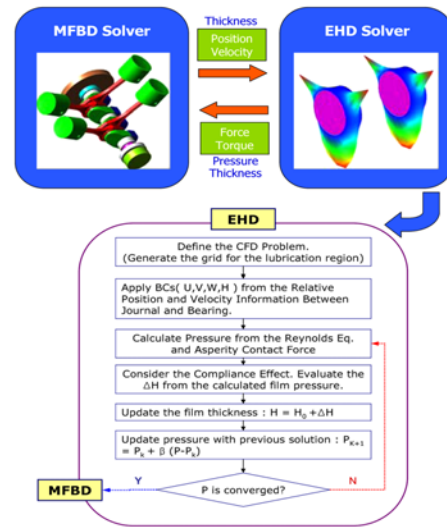 MFBD Solver
Thickness
Position
Velocity
EHD Solver
Force
Torque
Pressure
Thickness
EHD
Define the CFD Problem.
(Generate the grid for the lubrication region)
Apply BCs( U,V,W,H ) from the Relative
Position and Velocity Information Between
Journal and Bearing.
Calculate Pressure from the Reynolds Eq.
and Asperity Contact Force
Consider the Compliance Effect. Evaluate the
ΔH from the calculated film pressure.
Update the film thickness : H = H₀ +ΔH
Update pressure with previous solution : P_K+1
= P_k + β (P-P_k)
MFBD
Y
P is converged?
N